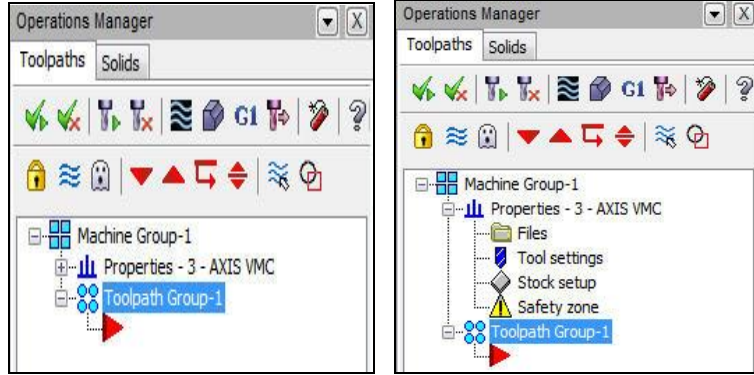 Operations Manager
Toolpaths Solids
G1
Machine Group-1
Properties - 3 - AXIS VMC
Toolpath Group-1
Operations Manager
Toolpaths Solids
G1
Machine Group-1
Properties - 3 - AXIS VMC
Files
Tool settings
Stock setup
Safety zone
Toolpath Group-1